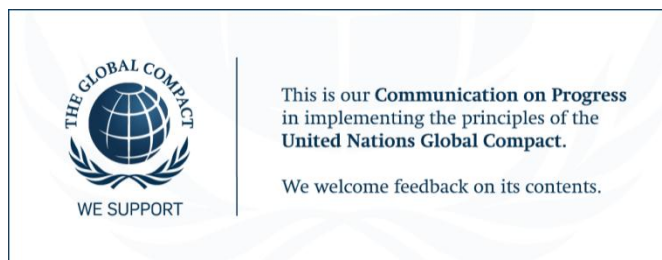 THE GLOBAL COMPACT
WE SUPPORT
This is our Communication on Progress
in implementing the principles of the
United Nations Global Compact.
We welcome feedback on its contents.